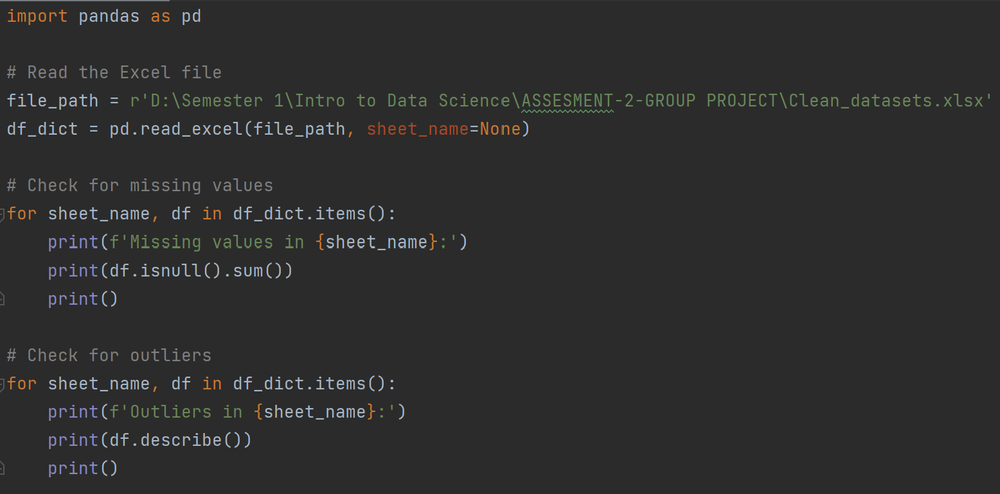 import pandas as pd
# Read the Excel file
file_path = r'D:\Semester 1\Intro to Data Science\ASSESMENT-2-GROUP PROJECT\Clean_datasets.xlsx'
df_dict = pd.read_excel(file_path, sheet_name=None)
# Check for missing values
for sheet_name, df in df_dict.items():
    print(f'Missing values in {sheet_name}:')
    print(df.isnull().sum())
    print()
# Check for outliers
for sheet_name, df in df_dict.items():
    print(f'Outliers in {sheet_name}:')
    print(df.describe())
    print()